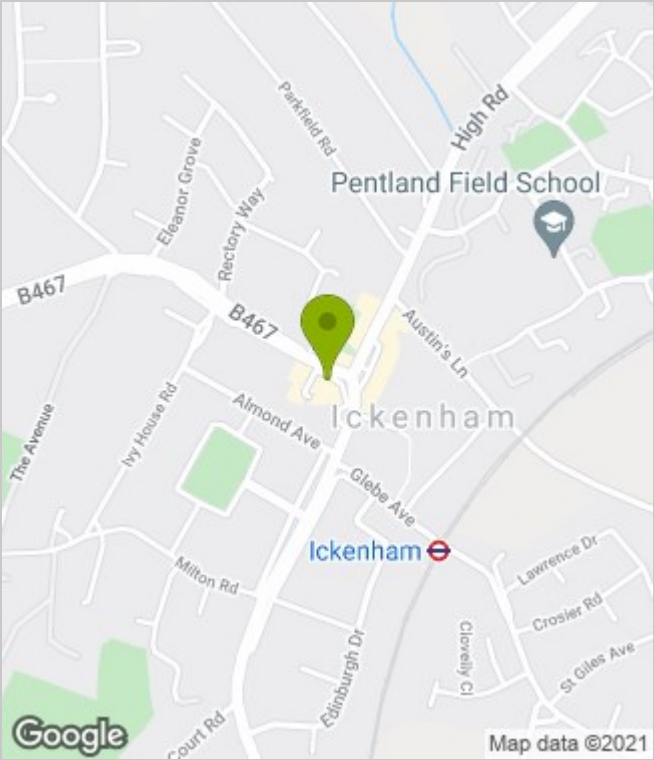 Parkfield Rd
High Rd
Pentland Field School
Eleanor Grove
Rectory Way
B467
B467
Austin's Ln
Ickenham
The Avenue
Ivy House Rd
Almond Ave
Glebe Ave
Ickenham
Lawrence Dr
Milton Rd
Crosier Rd
Clovelly Cl
St Giles Ave
Edinburgh Dr
Court Rd
Google
Map data ©2021